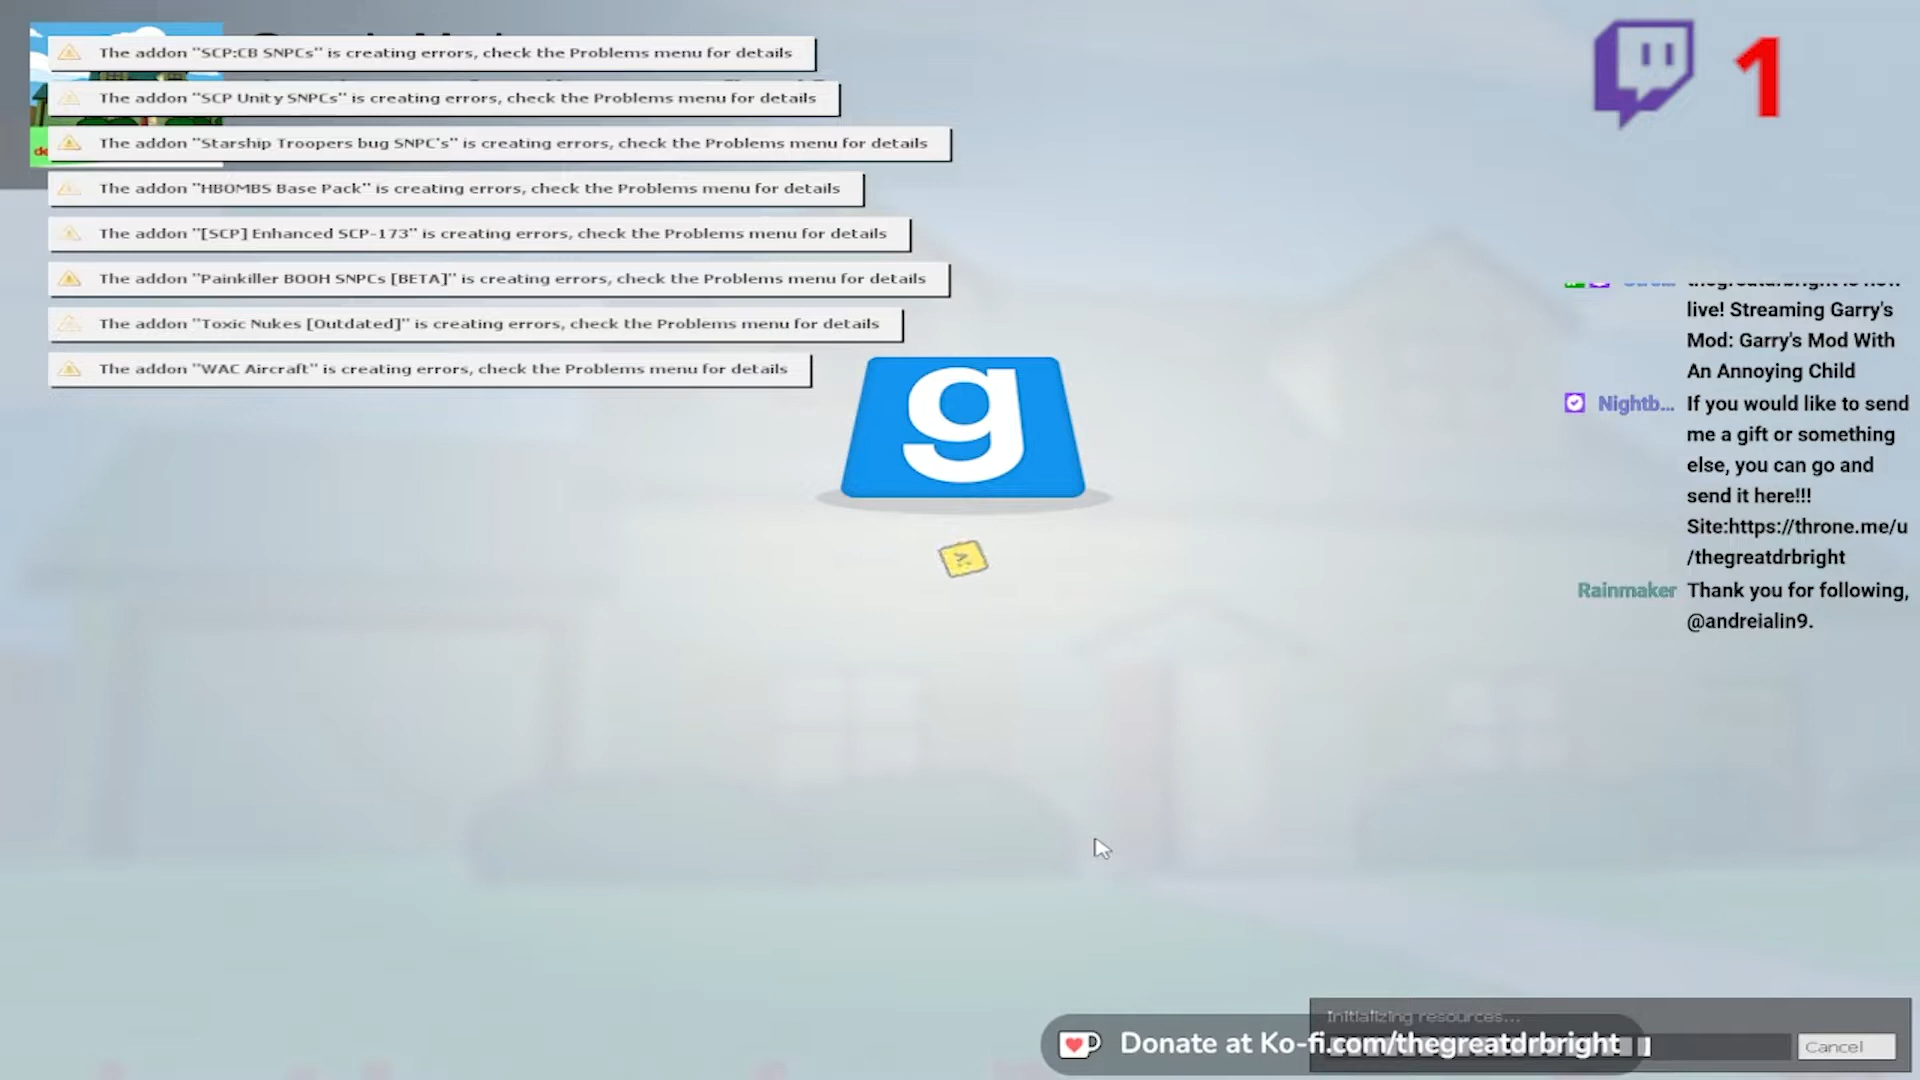 The addon "SCP:CB SNPCs" is creating errors, check the Problems menu for details
The addon "SCP Unity SNPCs" is creating errors, check the Problems menu for details
The addon "Starship Troopers bug SNPC's" is creating errors, check the Problems menu for details
The addon "HBOMBS Base Pack" is creating errors, check the Problems menu for details
The addon "[SCP] Enhanced SCP-173" is creating errors, check the Problems menu for details
The addon "Painkiller BOOH SNPCs [BETA]" is creating errors, check the Problems menu for details
The addon "Toxic Nukes [Outdated]" is creating errors, check the Problems menu for details
The addon "WAC Aircraft" is creating errors, check the Problems menu for details
g
1
thegreatdrbright is now
live! Streaming Garry's
Mod: Garry's Mod With
An Annoying Child
Nightb... If you would like to send
me a gift or something
else, you can go and
send it here!!!
Site:https://throne.me/u
/thegreatdrbright
Rainmaker Thank you for following,
@andreialin9.
Initializing resources...
Donate at Ko-fi.com/thegreatdrbright
Cancel